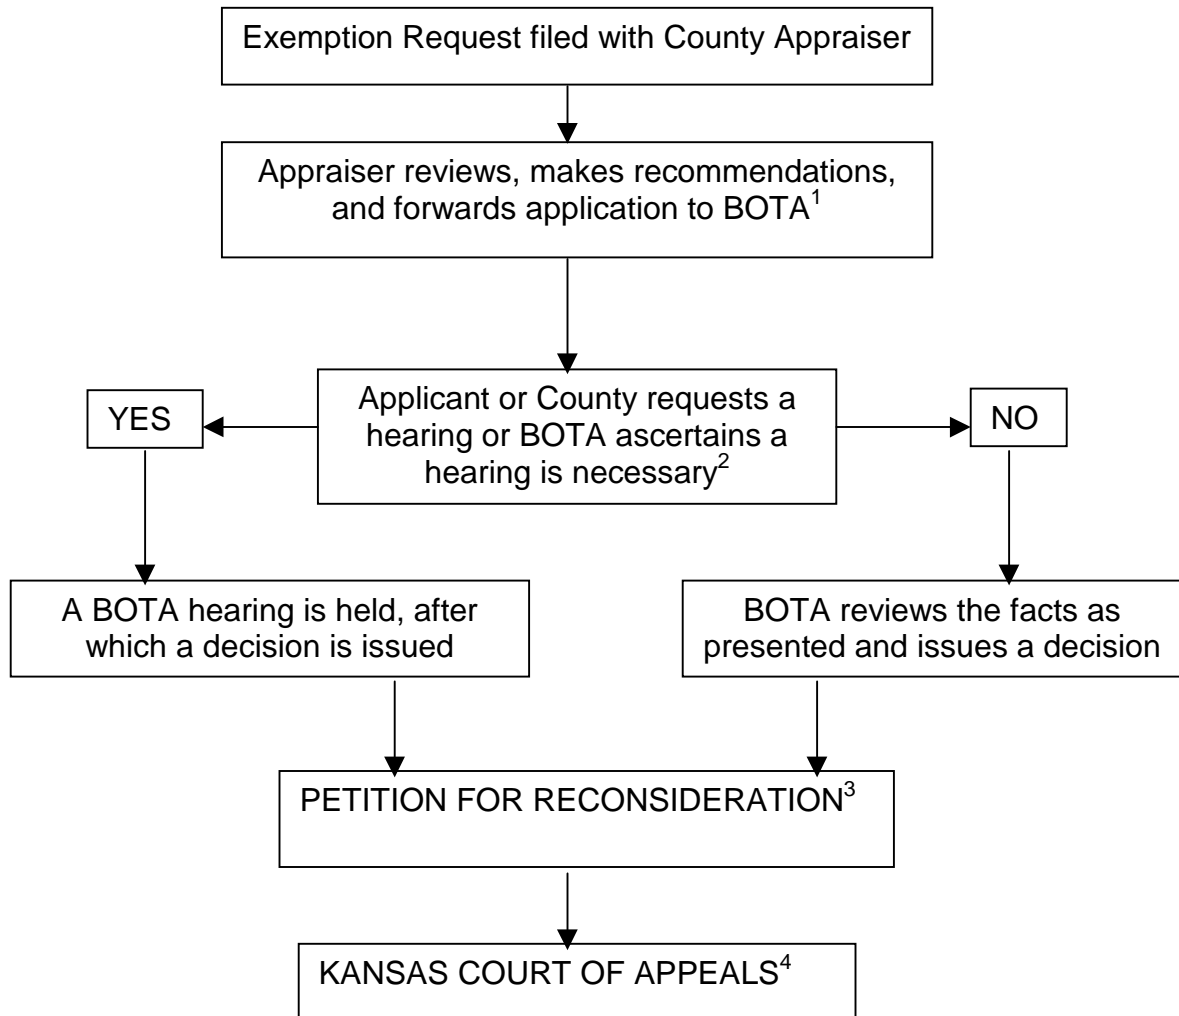 Exemption Request filed with County Appraiser
Appraiser reviews, makes recommendations,
and forwards application to BOTA¹
Applicant or County requests a
hearing or BOTA ascertains a
hearing is necessary²
YES
NO
A BOTA hearing is held, after
which a decision is issued
BOTA reviews the facts as
presented and issues a decision
PETITION FOR RECONSIDERATION³
KANSAS COURT OF APPEALS⁴